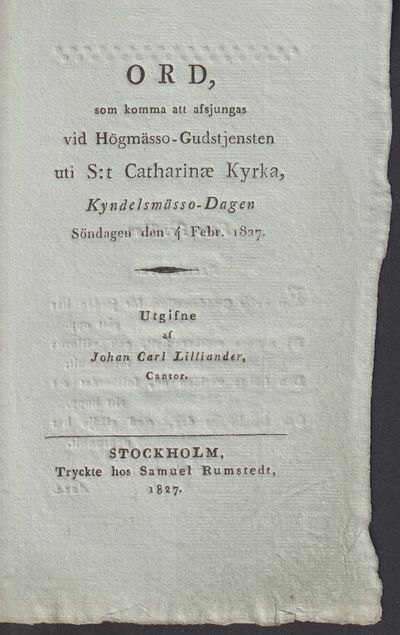 ORD,
som komma att afsjungas
vid Högmässo-Gudstjensten
uti S:t Catharinæ Kyrka,
Kyndelsmässo-Dagen
Söndagen den 4 Febr. 1827.
Utgifne
af
Johan Carl Lilliander,
Cantor.
STOCKHOLM,
Tryckte hos Samuel Rumstedt,
1827.